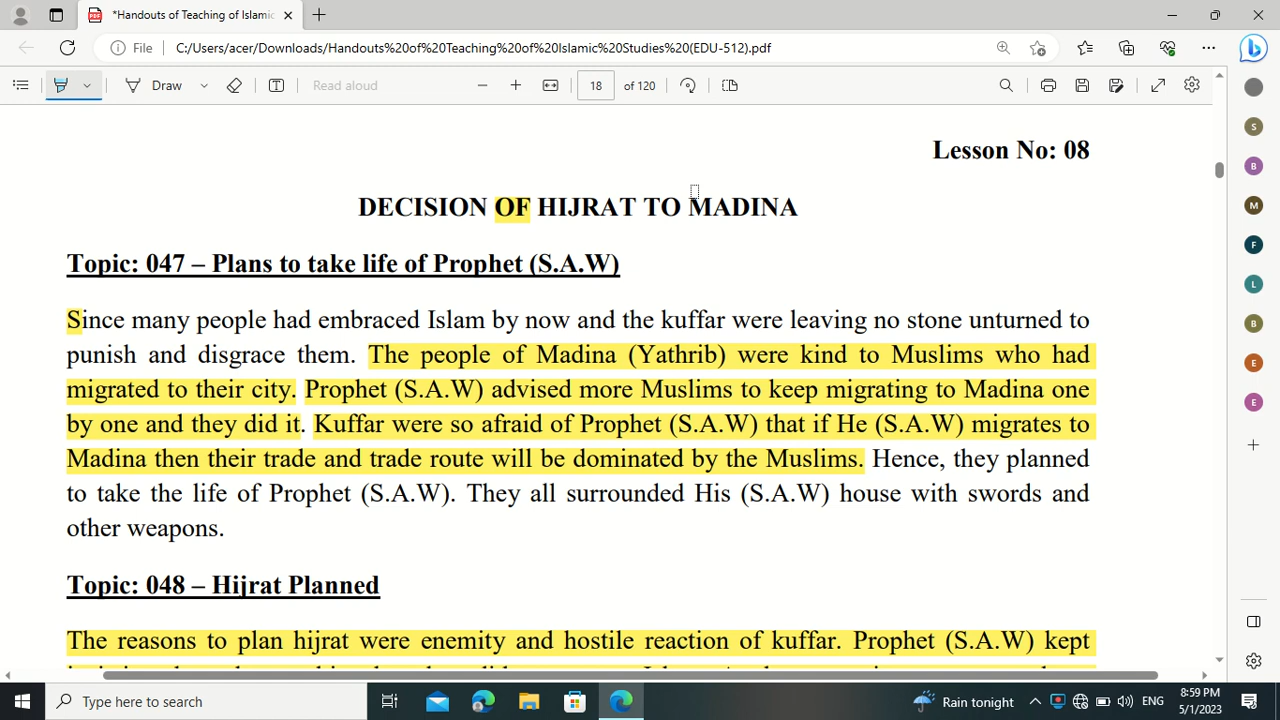 *Handouts of Teaching of Islamic
File C:/Users/acer/Downloads/Handouts%20of%20Teaching%20of%20Islamic%20Studies%20(EDU-512).pdf
Draw Read aloud 18 of 120
Lesson No: 08
DECISION OF HIJRAT TO MADINA
Topic: 047 – Plans to take life of Prophet (S.A.W)
Since many people had embraced Islam by now and the kuffar were leaving no stone unturned to
punish and disgrace them. The people of Madina (Yathrib) were kind to Muslims who had
migrated to their city. Prophet (S.A.W) advised more Muslims to keep migrating to Madina one
by one and they did it. Kuffar were so afraid of Prophet (S.A.W) that if He (S.A.W) migrates to
Madina then their trade and trade route will be dominated by the Muslims. Hence, they planned
to take the life of Prophet (S.A.W). They all surrounded His (S.A.W) house with swords and
other weapons.
Topic: 048 – Hijrat Planned
The reasons to plan hijrat were enemity and hostile reaction of kuffar. Prophet (S.A.W) kept
S
B
M
F
L
B
E
E
Type here to search
Rain tonight
ENG
8:59 PM
5/1/2023